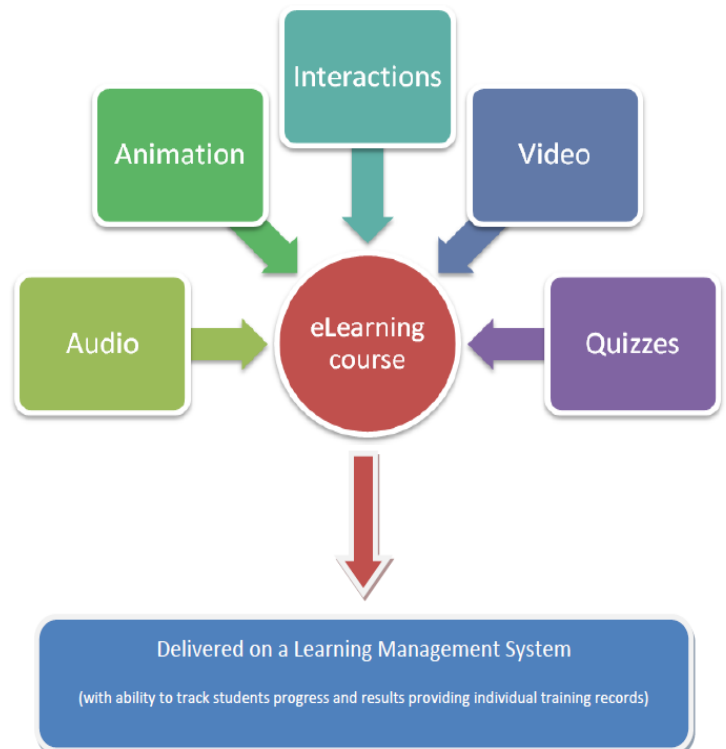 Interactions
Animation
Video
Audio
eLearning
course
Quizzes
Delivered on a Learning Management System
(with ability to track students progress and results providing individual training records)